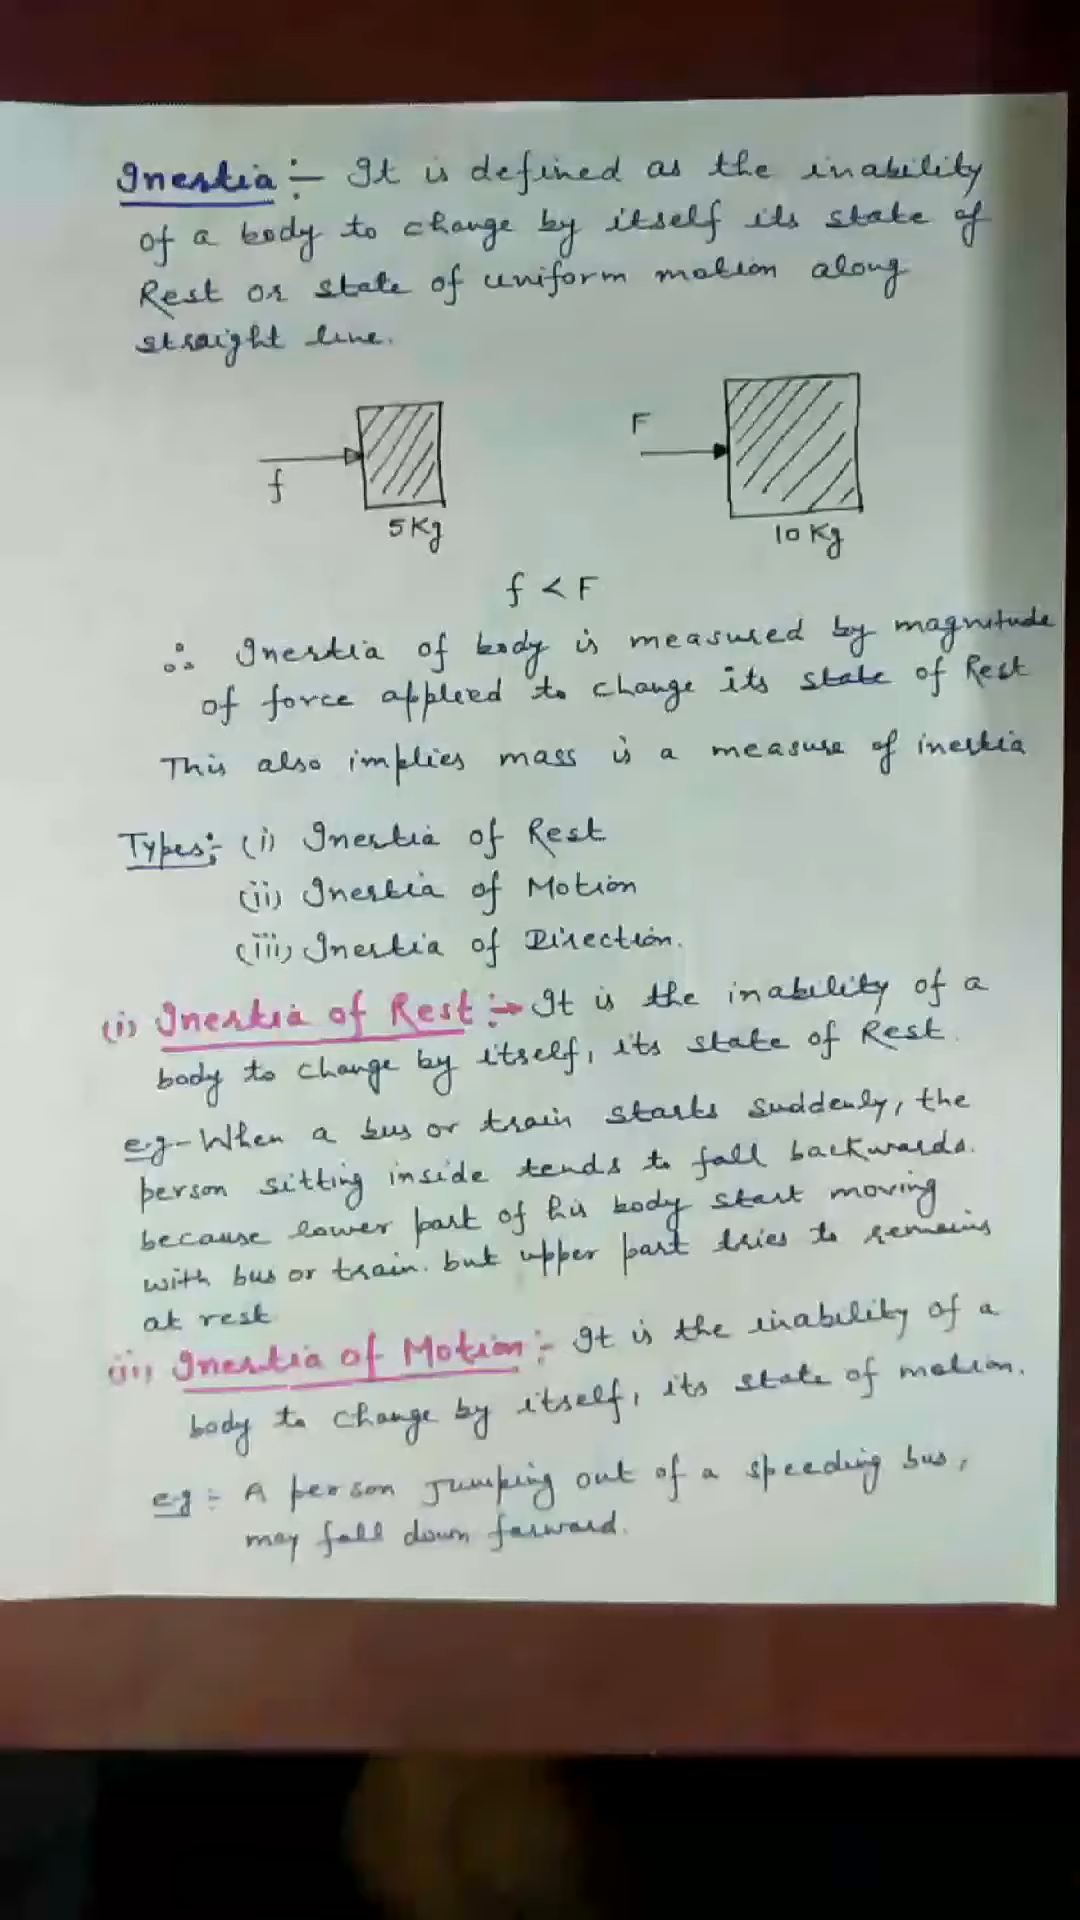 Inertia :- It is defined as the inability
of a body to change by itself its state of
Rest or state of uniform motion along
straight line.
f
5 Kg
F
10 Kg
f < F
∴ Inertia of body is measured by magnitude
of force applied to change its state of Rest
This also implies mass is a measure of inertia
Types:- (i) Inertia of Rest
(ii) Inertia of Motion
(iii) Inertia of Direction.
(i) Inertia of Rest :→ It is the inability of a
body to change by itself, its state of Rest.
e.g- When a bus or train starts suddenly, the
person sitting inside tends to fall backwards.
because lower part of his body start moving
with bus or train. but upper part tries to remains
at rest
(ii) Inertia of Motion :- It is the inability of a
body to change by itself, its state of motion.
e.g :- A person Jumping out of a speeding bus,
may fall down forward.